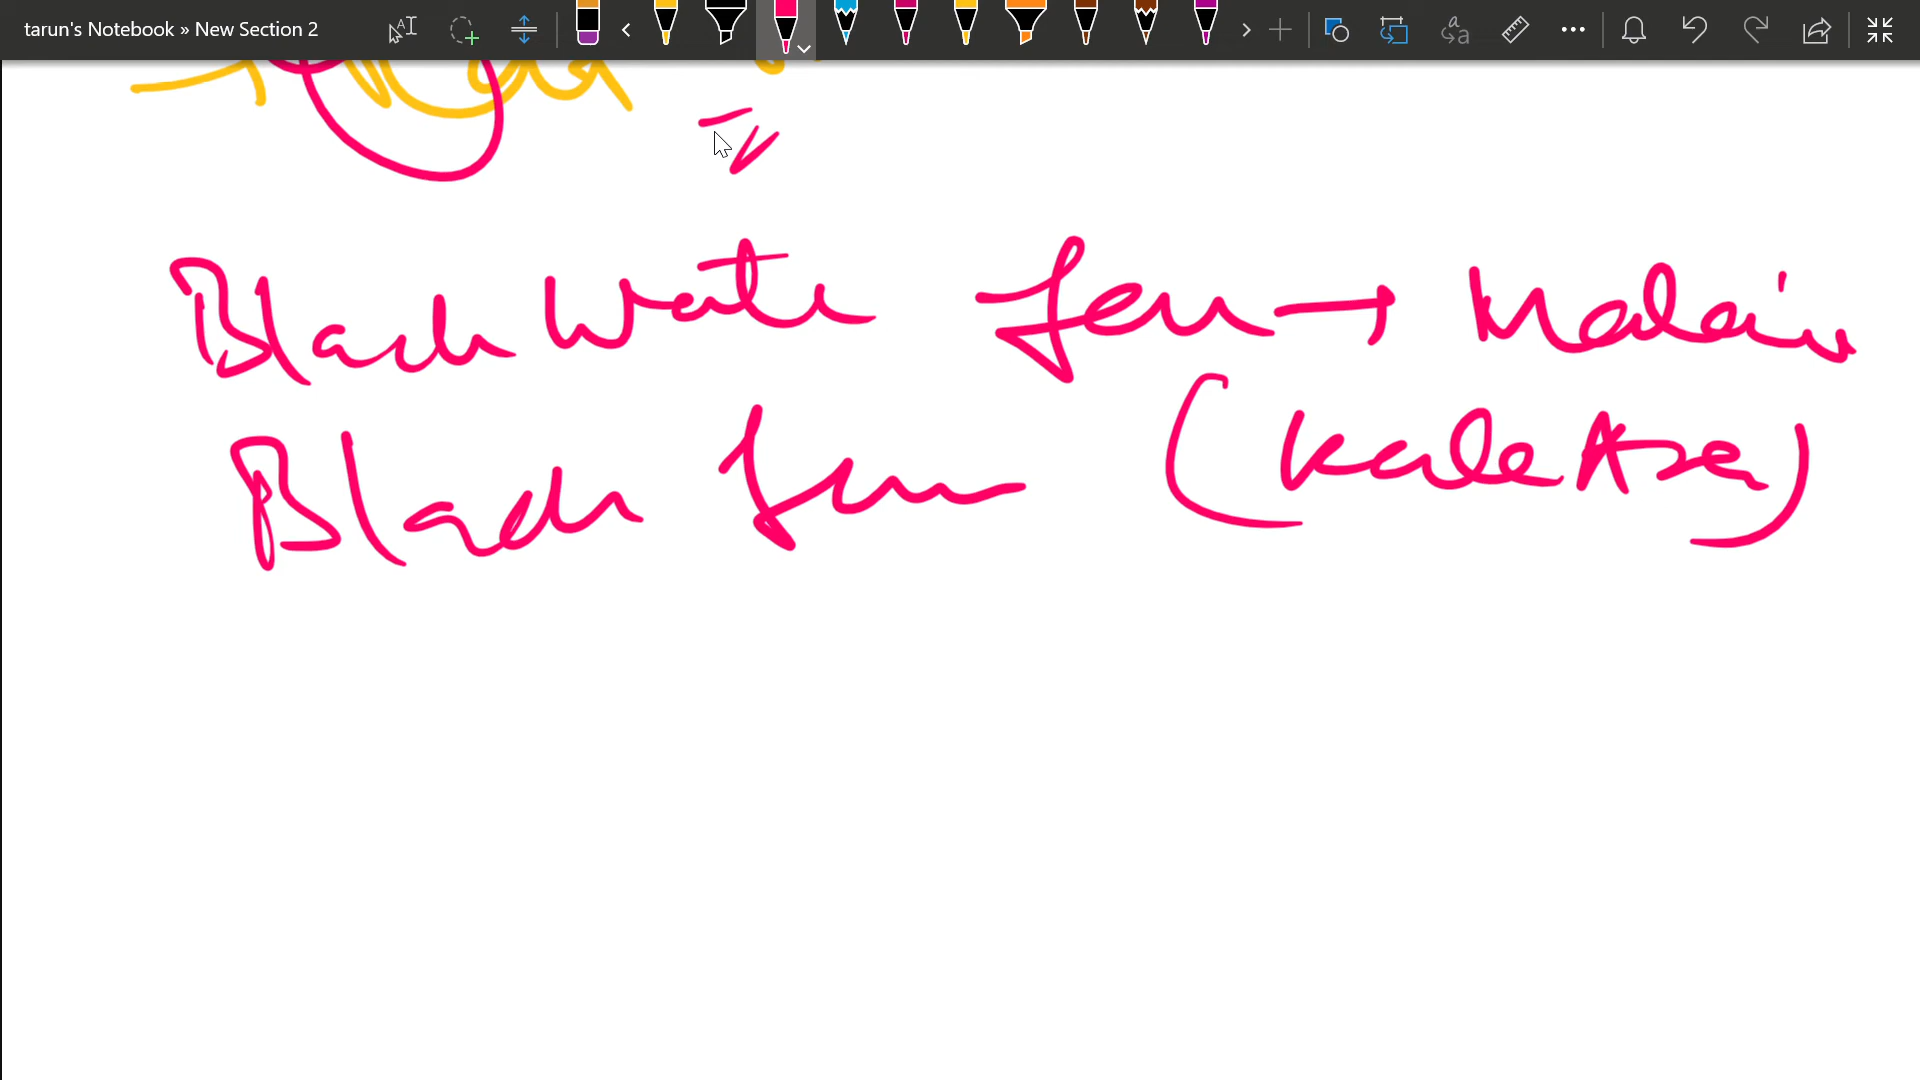 tarun's Notebook » New Section 2
Black Water fever → Malaria
Black fever (Kala Azar)